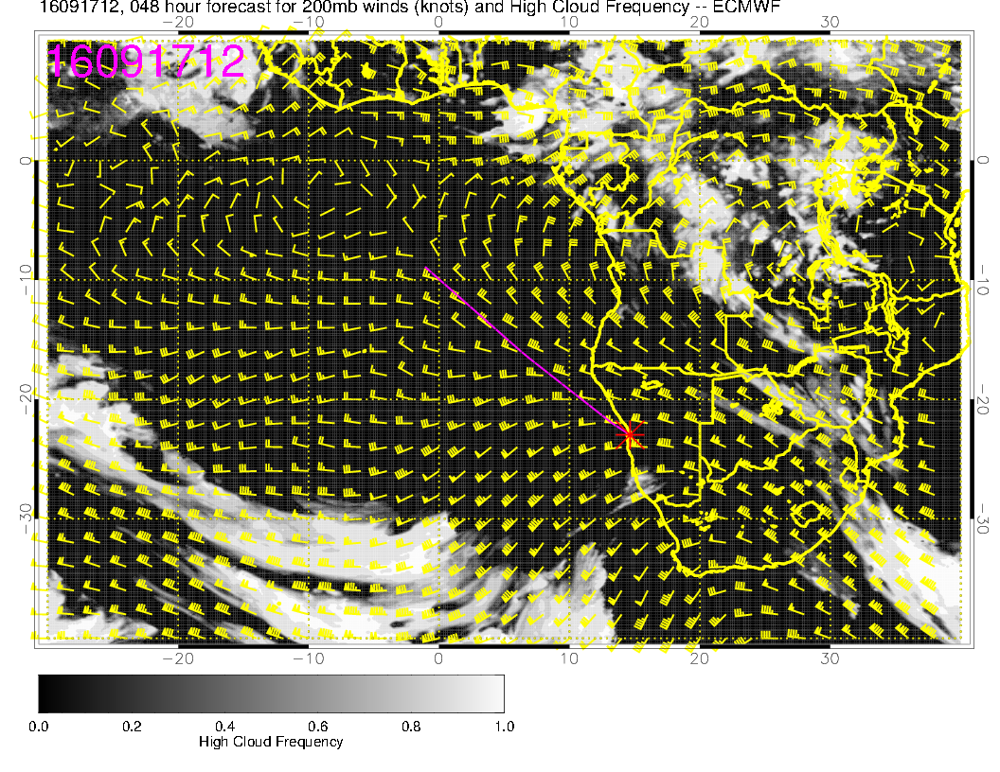 16091712, 048 hour forecast for 200mb winds (knots) and High Cloud Frequency -- ECMWF
−20 −10 0 10 20 30
16091712
0 0
−10 −10
−20 −20
−30 −30
−20 −10 0 10 20 30
0.0 0.2 0.4 0.6 0.8 1.0
High Cloud Frequency